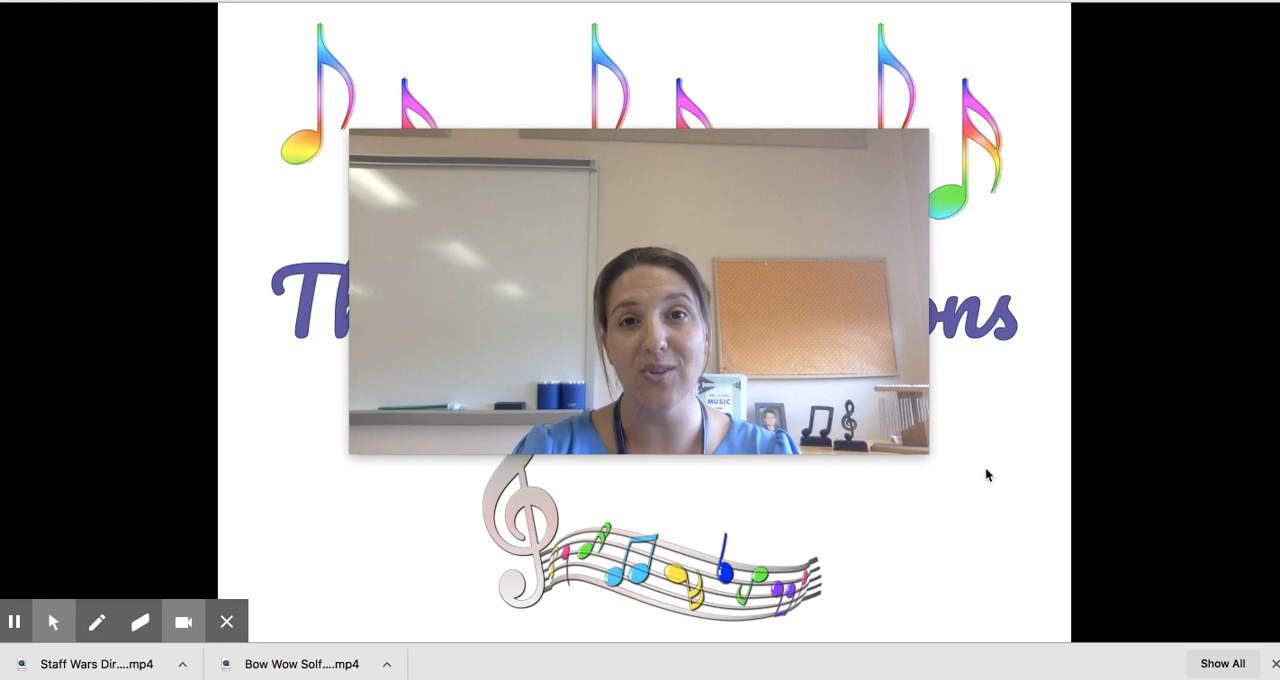 Th
ons
MUSIC
Staff Wars Dir....mp4
Bow Wow Solf....mp4
Show All